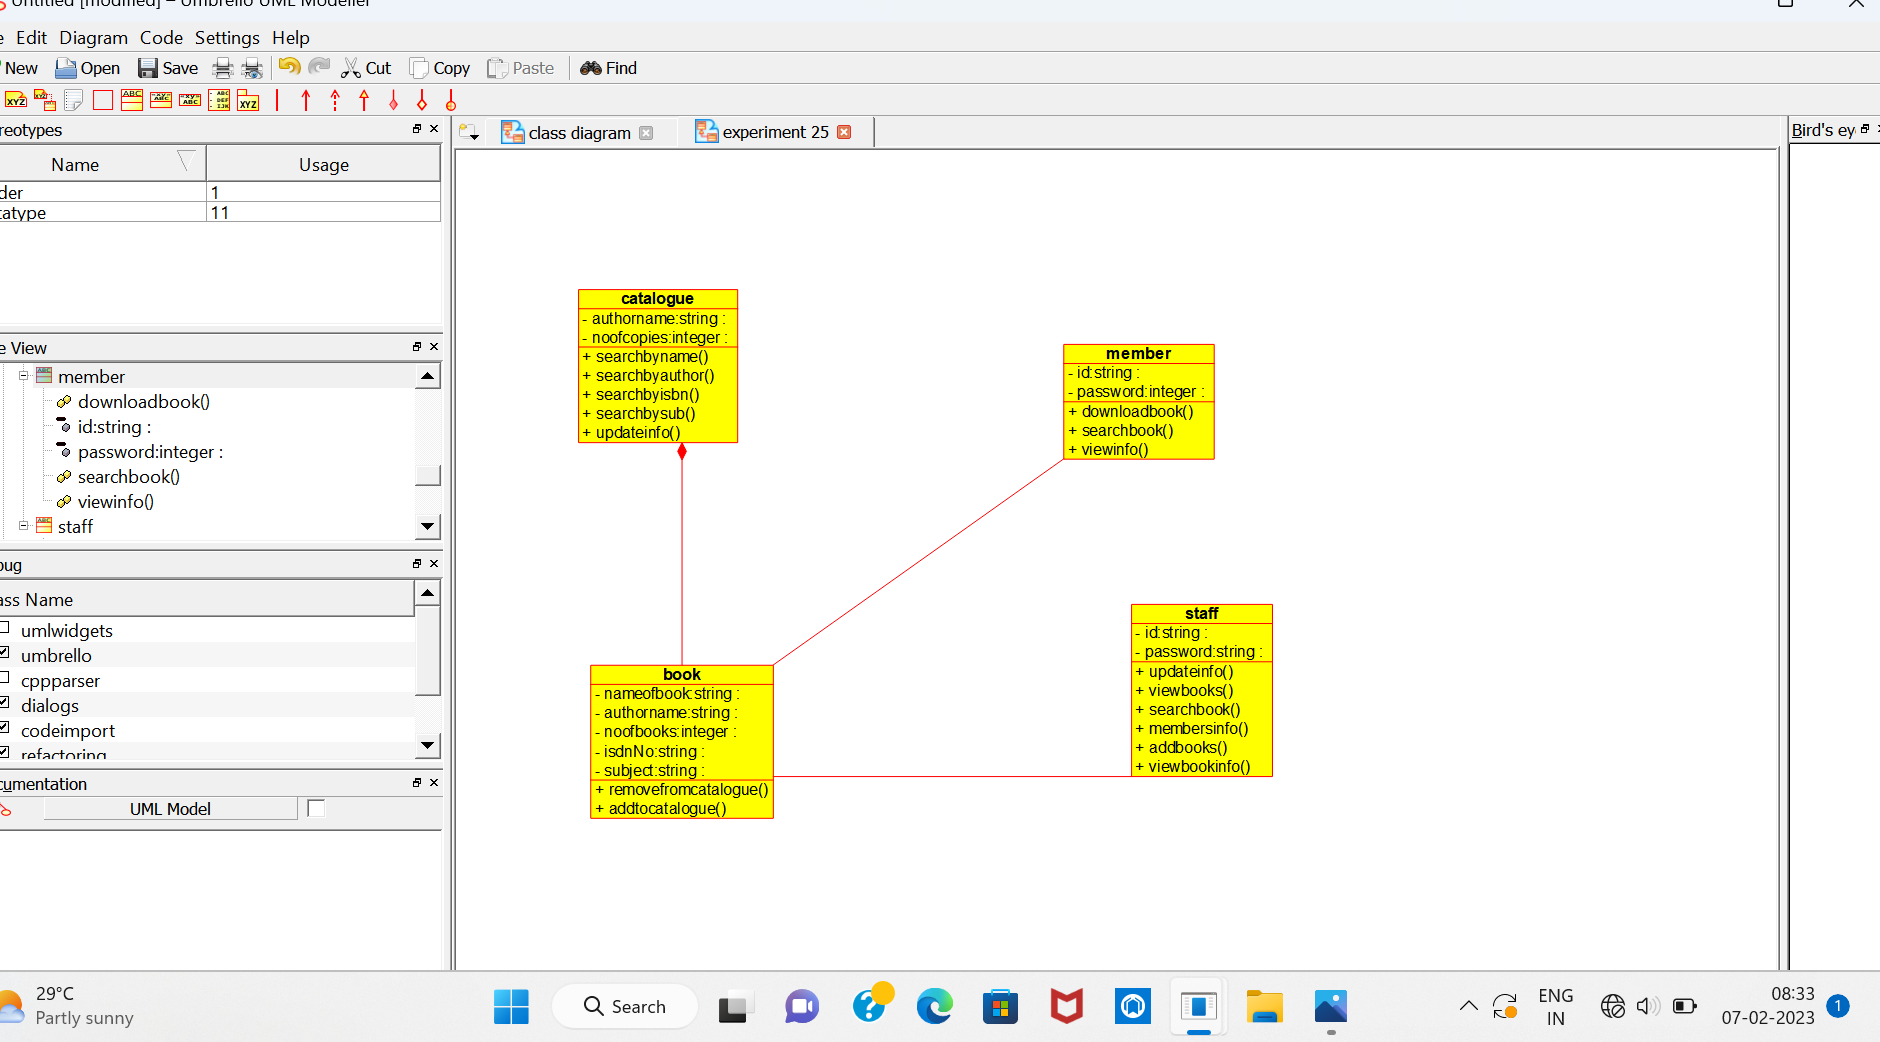 Untitled [modified] – Umbrello UML Modeller
e Edit Diagram Code Settings Help
New Open Save Cut Copy Paste Find
reotypes
class diagram
experiment 25
Bird's ey
Name Usage
der 1
tatype 11
e View
member
downloadbook()
id:string :
password:integer :
searchbook()
viewinfo()
staff
bug
ass Name
umlwidgets
umbrello
cppparser
dialogs
codeimport
refactoring
cumentation
UML Model
catalogue
- authorname:string :
- noofcopies:integer :
+ searchbyname()
+ searchbyauthor()
+ searchbyisbn()
+ searchbysub()
+ updateinfo()
member
- id:string :
- password:integer :
+ downloadbook()
+ searchbook()
+ viewinfo()
book
- nameofbook:string :
- authorname:string :
- noofbooks:integer :
- isdnNo:string :
- subject:string :
+ removefromcatalogue()
+ addtocatalogue()
staff
- id:string :
- password:string :
+ updateinfo()
+ viewbooks()
+ searchbook()
+ membersinfo()
+ addbooks()
+ viewbookinfo()
29°C
Partly sunny
Search
ENG
IN
08:33
07-02-2023
1